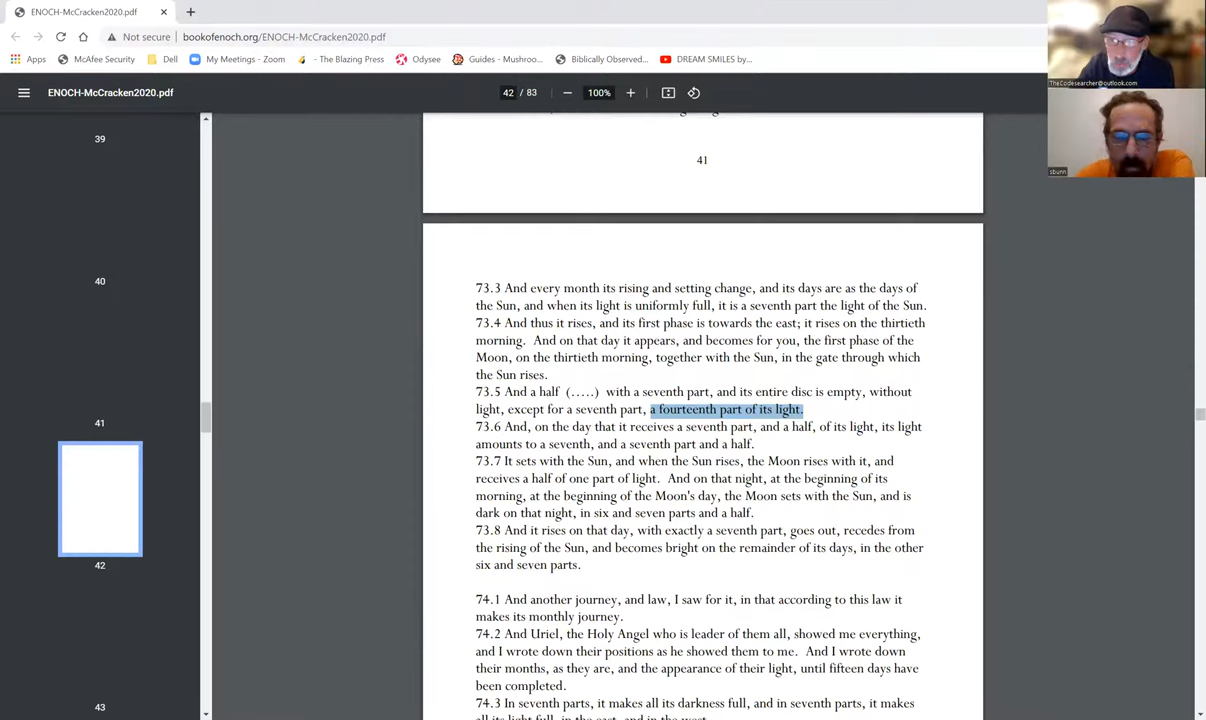 ENOCH-McCracken.pdf
Not secure
bookofenoch.org/ENOCH-McCracken.pdf
Apps
McAfee Security
Dell
My Meetings - Zoom
- The Blazing Press
Odysee
Guides - Mushroo...
Biblically Observed...
DREAM SMILES by...
ENOCH-McCracken2020.pdf
42 / 83
100%
TheCodesearcher@outlook.com
sbunn
39
40
41
42
43
41
73.3 And every month its rising and setting change, and its days are as the days of
the Sun, and when its light is uniformly full, it is a seventh part the light of the Sun.
73.4 And thus it rises, and its first phase is towards the east; it rises on the thirtieth
morning. And on that day it appears, and becomes for you, the first phase of the
Moon, on the thirtieth morning, together with the Sun, in the gate through which
the Sun rises.
73.5 And a half (.....) with a seventh part, and its entire disc is empty, without
light, except for a seventh part, a fourteenth part of its light.
73.6 And, on the day that it receives a seventh part, and a half, of its light, its light
amounts to a seventh, and a seventh part and a half.
73.7 It sets with the Sun, and when the Sun rises, the Moon rises with it, and
receives a half of one part of light. And on that night, at the beginning of its
morning, at the beginning of the Moon's day, the Moon sets with the Sun, and is
dark on that night, in six and seven parts and a half.
73.8 And it rises on that day, with exactly a seventh part, goes out, recedes from
the rising of the Sun, and becomes bright on the remainder of its days, in the other
six and seven parts.
74.1 And another journey, and law, I saw for it, in that according to this law it
makes its monthly journey.
74.2 And Uriel, the Holy Angel who is leader of them all, showed me everything,
and I wrote down their positions as he showed them to me. And I wrote down
their months, as they are, and the appearance of their light, until fifteen days have
been completed.
74.3 In seventh parts, it makes all its darkness full, and in seventh parts, it makes
all its light full, in the east, and in the west.